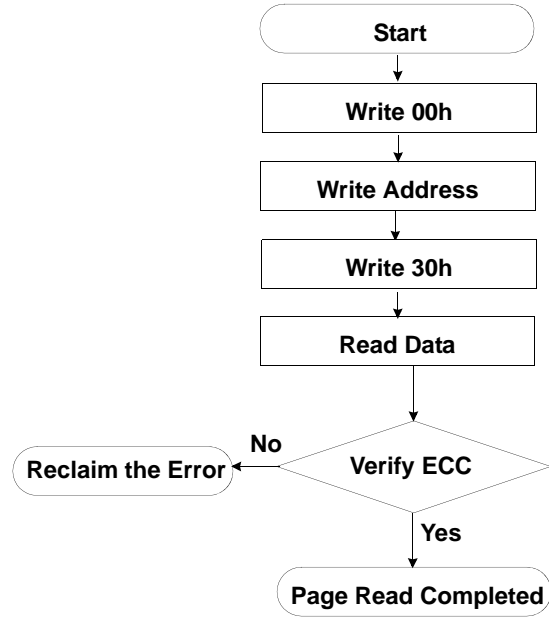 Start
Write 00h
Write Address
Write 30h
Read Data
No
Reclaim the Error
Verify ECC
Yes
Page Read Completed